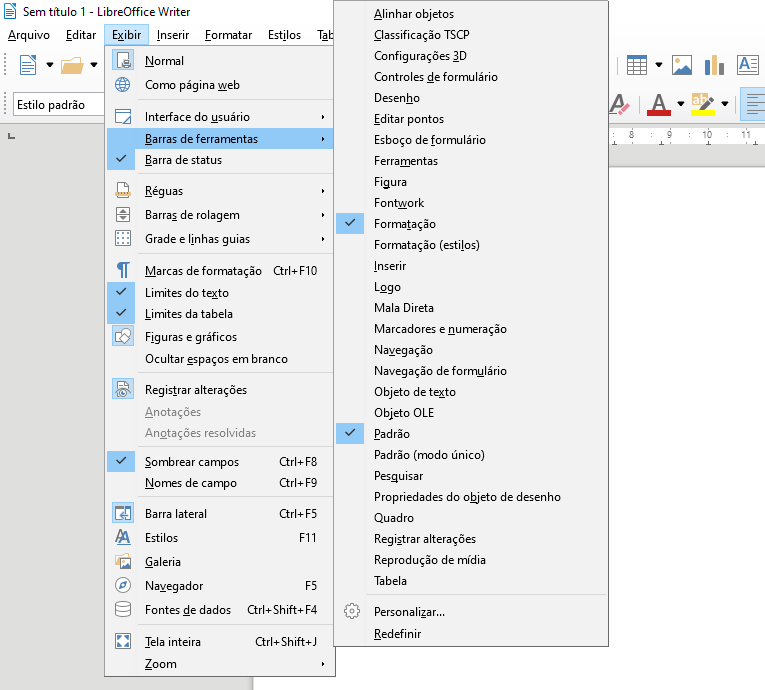 Sem título 1 - LibreOffice Writer
Arquivo Editar Exibir Inserir Formatar Estilos Tab
Estilo padrão
Normal
Como página web
Interface do usuário
Barras de ferramentas
Barra de status
Réguas
Barras de rolagem
Grade e linhas guias
Marcas de formatação Ctrl+F10
Limites do texto
Limites da tabela
Figuras e gráficos
Ocultar espaços em branco
Registrar alterações
Anotações
Anotações resolvidas
Sombrear campos Ctrl+F8
Nomes de campo Ctrl+F9
Barra lateral Ctrl+F5
Estilos F11
Galeria
Navegador F5
Fontes de dados Ctrl+Shift+F4
Tela inteira Ctrl+Shift+J
Zoom
Alinhar objetos
Classificação TSCP
Configurações 3D
Controles de formulário
Desenho
Editar pontos
Esboço de formulário
Ferramentas
Figura
Fontwork
Formatação
Formatação (estilos)
Inserir
Logo
Mala Direta
Marcadores e numeração
Navegação
Navegação de formulário
Objeto de texto
Objeto OLE
Padrão
Padrão (modo único)
Pesquisar
Propriedades do objeto de desenho
Quadro
Registrar alterações
Reprodução de mídia
Tabela
Personalizar...
Redefinir
8 9 10 11